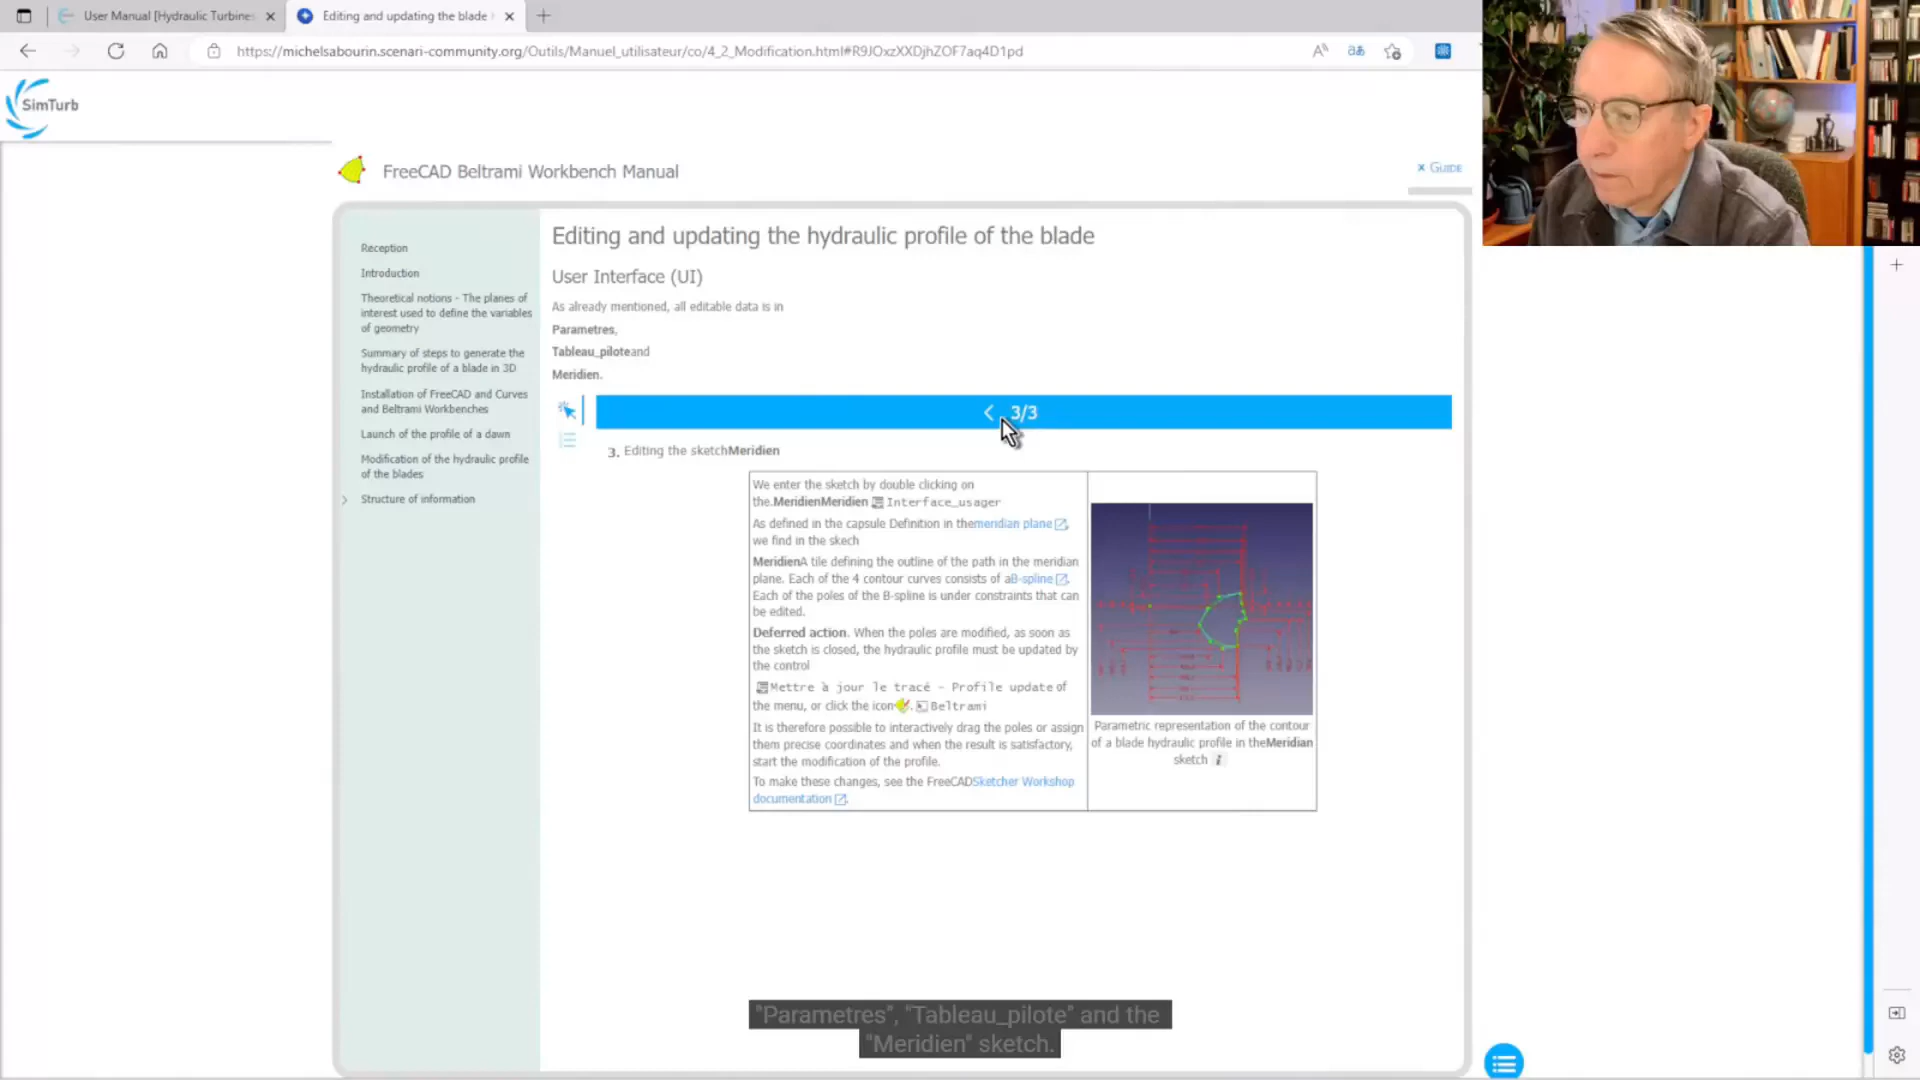 User Manual [Hydraulic Turbines
Editing and updating the blade
https://michelsabourin.scenari-community.org/Outils/Manuel_utilisateur/co/4_2_Modification.html#R9JOxzXXDjhZOF7aq4D1pd
SimTurb
FreeCAD Beltrami Workbench Manual
× Guide
Reception
Introduction
Theoretical notions - The planes of
interest used to define the variables
of geometry
Summary of steps to generate the
hydraulic profile of a blade in 3D
Installation of FreeCAD and Curves
and Beltrami Workbenches
Launch of the profile of a dawn
Modification of the hydraulic profile
of the blades
Structure of information
Editing and updating the hydraulic profile of the blade
User Interface (UI)
As already mentioned, all editable data is in
Parametres,
Tableau_piloteand
Meridien.
3/3
3. Editing the sketchMeridien
We enter the sketch by double clicking on
the.MeridienMeridien Interface_usager
As defined in the capsule Definition in themeridian plane,
we find in the skech
MeridienA tile defining the outline of the path in the meridian
plane. Each of the 4 contour curves consists of aB-spline.
Each of the poles of the B-spline is under constraints that can
be edited.
Deferred action. When the poles are modified, as soon as
the sketch is closed, the hydraulic profile must be updated by
the control
Mettre à jour le tracé - Profile update of
the menu, or click the icon. Beltrami
It is therefore possible to interactively drag the poles or assign
them precise coordinates and when the result is satisfactory,
start the modification of the profile.
To make these changes, see the FreeCADSketcher Workshop
documentation.
Parametric representation of the contour
of a blade hydraulic profile in theMeridian
sketch i
"Parametres", "Tableau_pilote" and the
"Meridien" sketch.